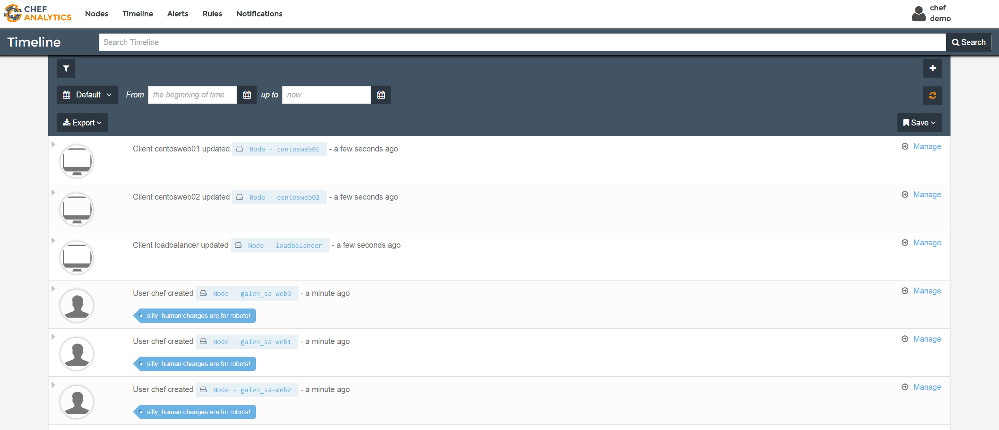 CHEF
ANALYTICS
Nodes Timeline Alerts Rules Notifications
chef
demo
Timeline Search Timeline Search
Default From the beginning of time up to now
Export Save
Client centosweb01 updated Node - centosweb01 - a few seconds ago Manage
Client centosweb02 updated Node - centosweb02 - a few seconds ago Manage
Client loadbalancer updated Node - loadbalancer - a few seconds ago Manage
User chef created Node - galen_sa-web3 - a minute ago Manage
silly_human:changes are for robots!
User chef created Node - galen_sa-web1 - a minute ago Manage
silly_human:changes are for robots!
User chef created Node - galen_sa-web2 - a minute ago Manage
silly_human:changes are for robots!